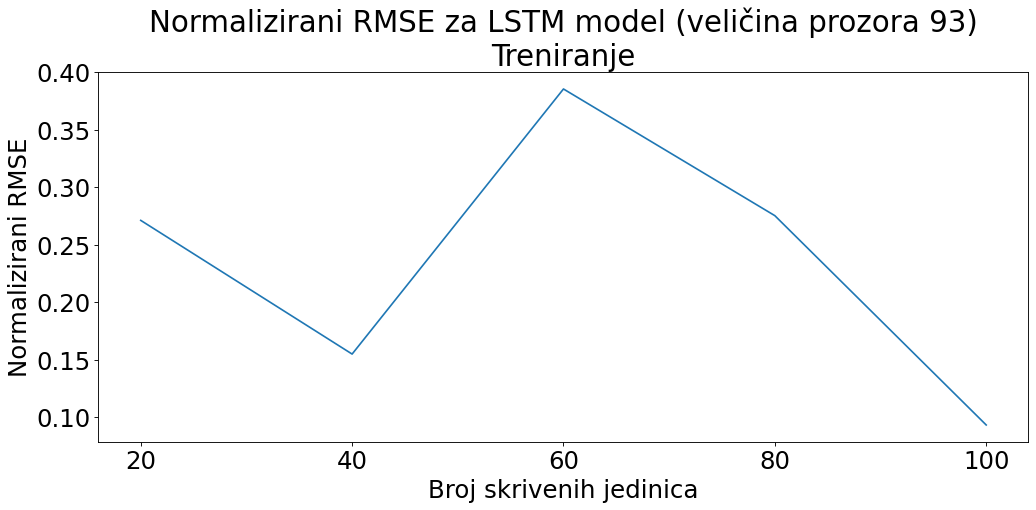 Normalizirani RMSE za LSTM model (veličina prozora 93)
Treniranje
Normalizirani RMSE
0.40
0.35
0.30
0.25
0.20
0.15
0.10
20 40 60 80 100
Broj skrivenih jedinica